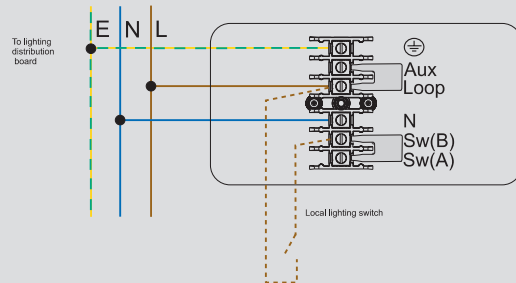 To lighting
distribution
board
E N L
Aux
Loop
N
Sw(B)
Sw(A)
Local lighting switch